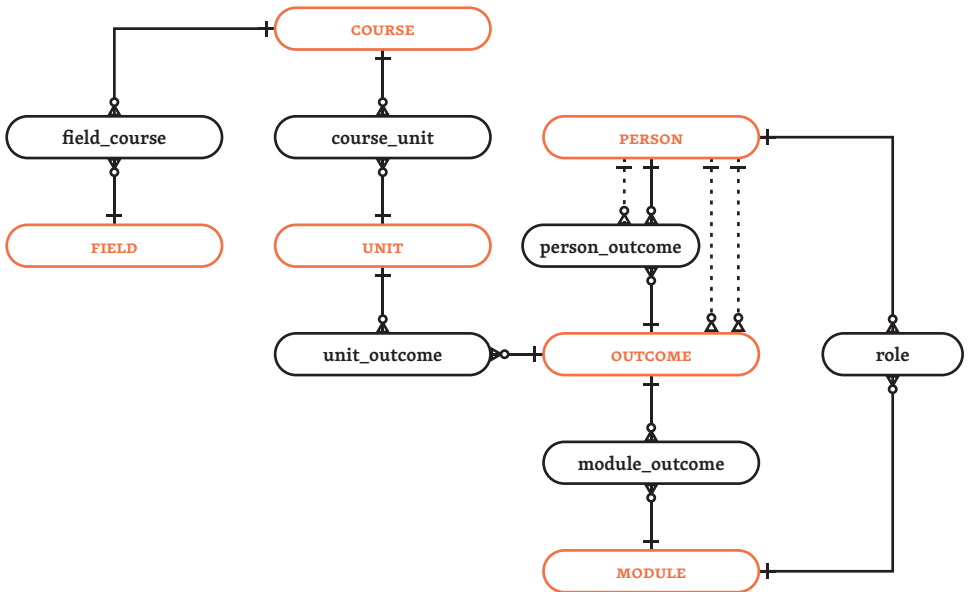 COURSE
field_course
course_unit
PERSON
FIELD
UNIT
person_outcome
unit_outcome
OUTCOME
role
module_outcome
MODULE